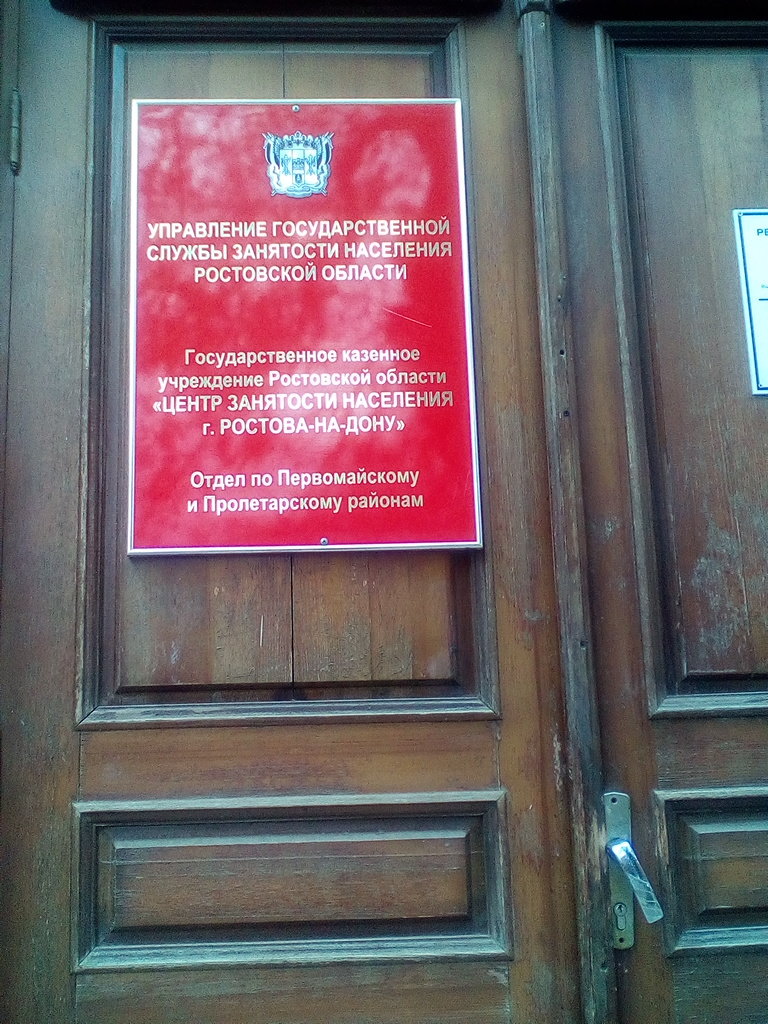 УПРАВЛЕНИЕ ГОСУДАРСТВЕННОЙ
СЛУЖБЫ ЗАНЯТОСТИ НАСЕЛЕНИЯ
РОСТОВСКОЙ ОБЛАСТИ
Государственное казенное
учреждение Ростовской области
«ЦЕНТР ЗАНЯТОСТИ НАСЕЛЕНИЯ
г. РОСТОВА-НА-ДОНУ»
Отдел по Первомайскому
и Пролетарскому районам